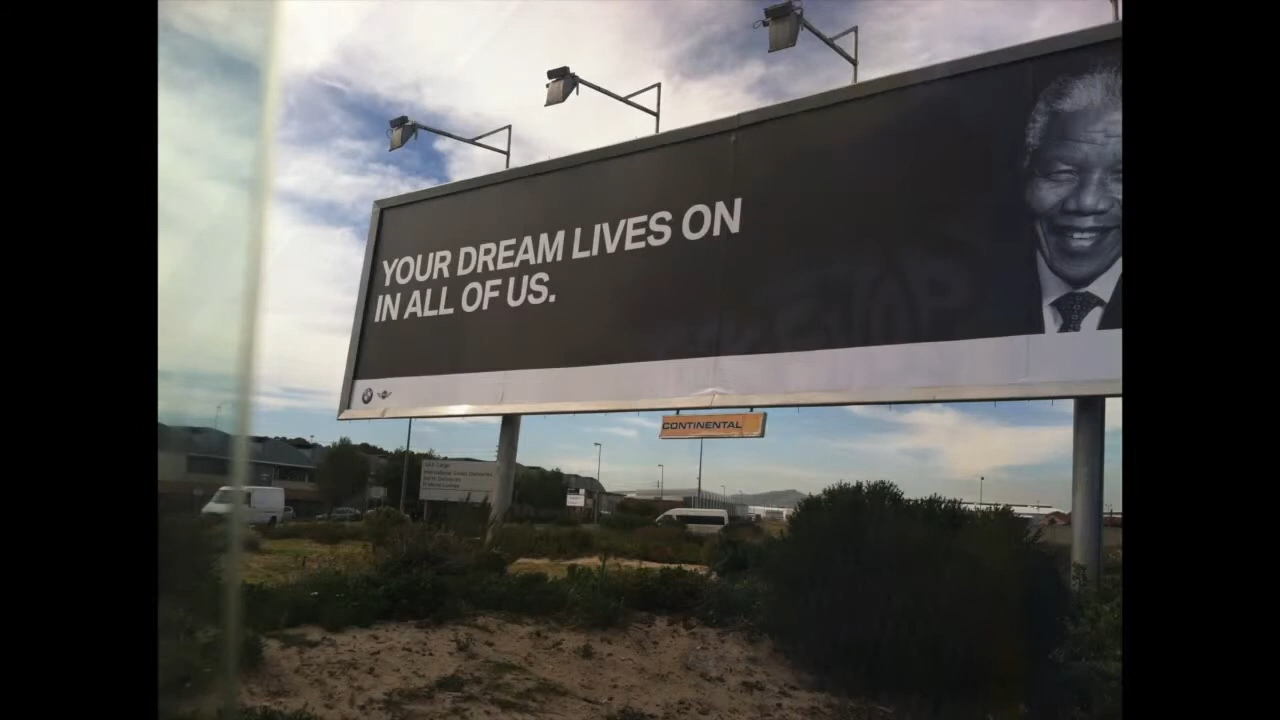 YOUR DREAM LIVES ON
IN ALL OF US.
CONTINENTAL